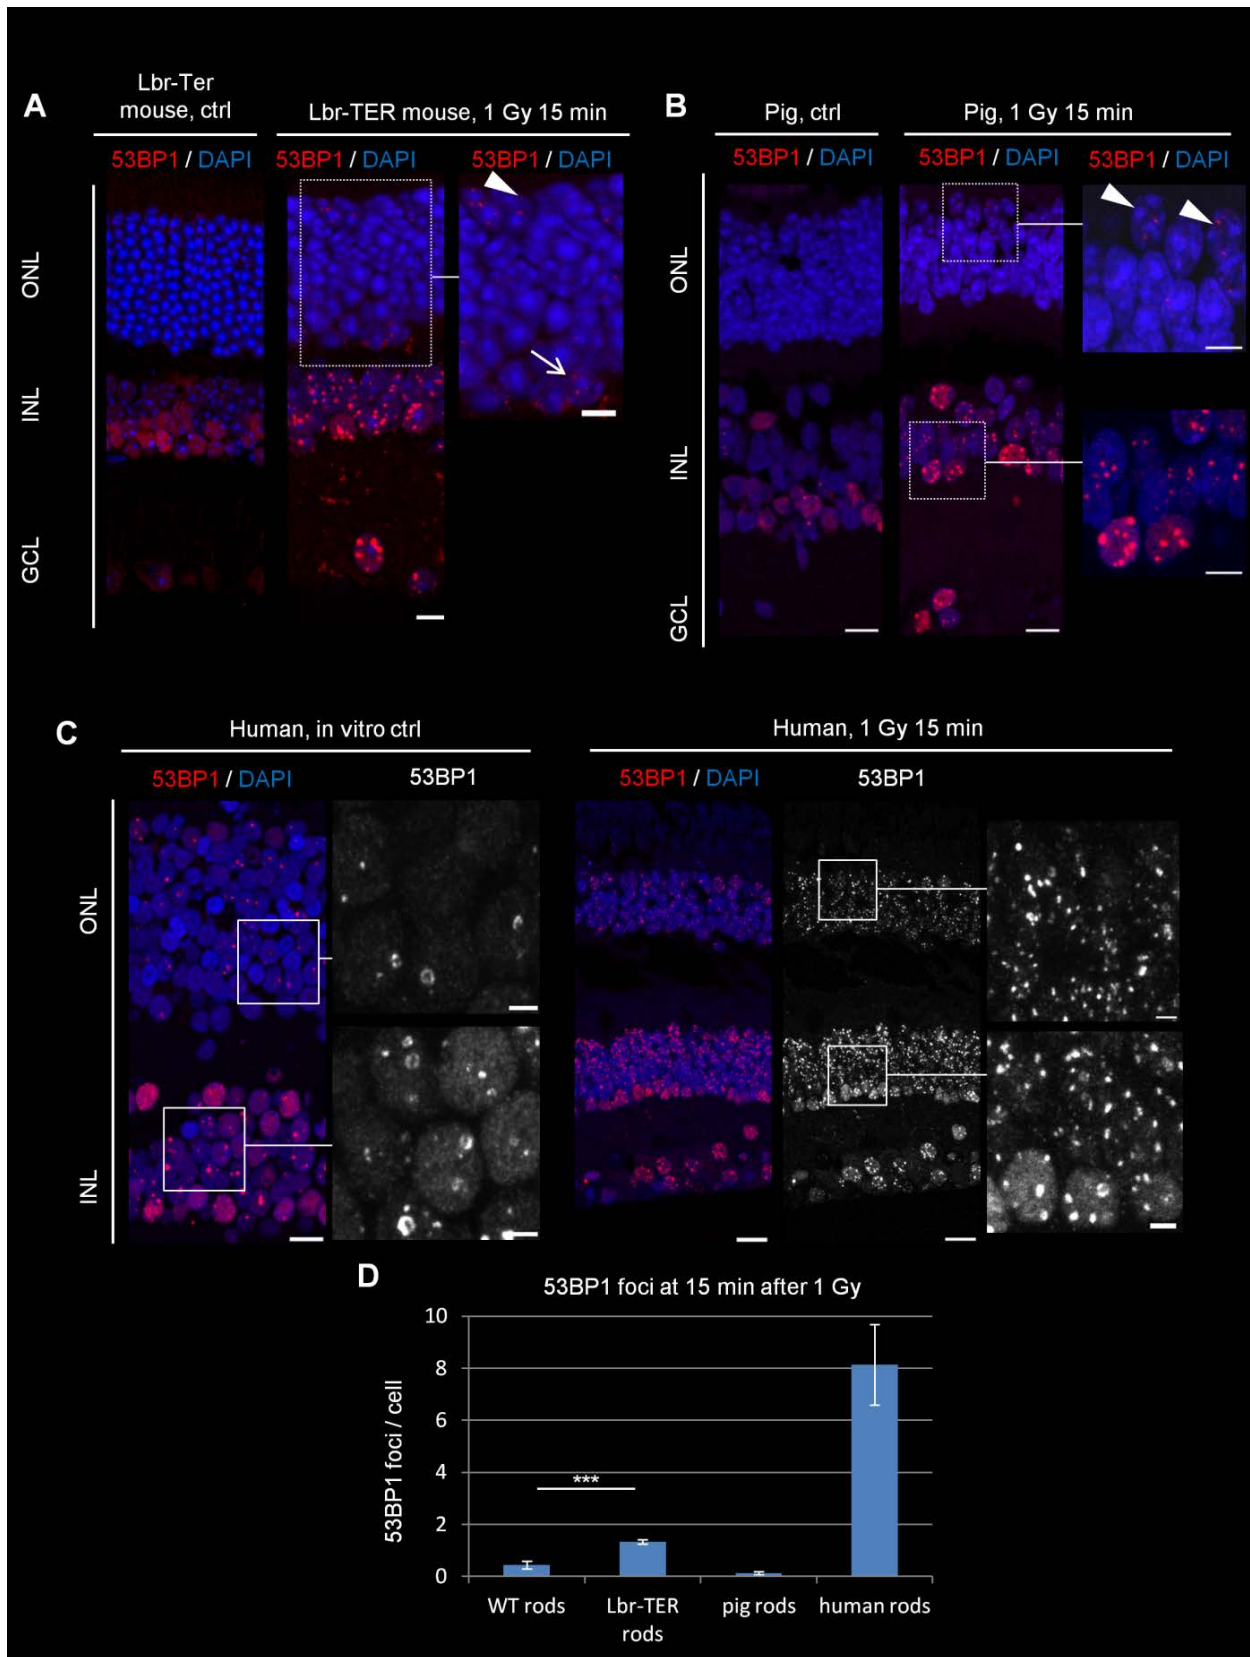 A
Lbr-Ter
mouse, ctrl
Lbr-TER mouse, 1 Gy 15 min
53BP1 / DAPI
53BP1 / DAPI
53BP1 / DAPI
ONL
INL
GCL
B
Pig, ctrl
Pig, 1 Gy 15 min
53BP1 / DAPI
53BP1 / DAPI
53BP1 / DAPI
ONL
INL
GCL
C
Human, in vitro ctrl
Human, 1 Gy 15 min
53BP1 / DAPI
53BP1
53BP1 / DAPI
53BP1
ONL
INL
D
53BP1 foci at 15 min after 1 Gy
53BP1 foci / cell
10
8
6
4
2
0
***
WT rods
Lbr-TER
rods
pig rods
human rods